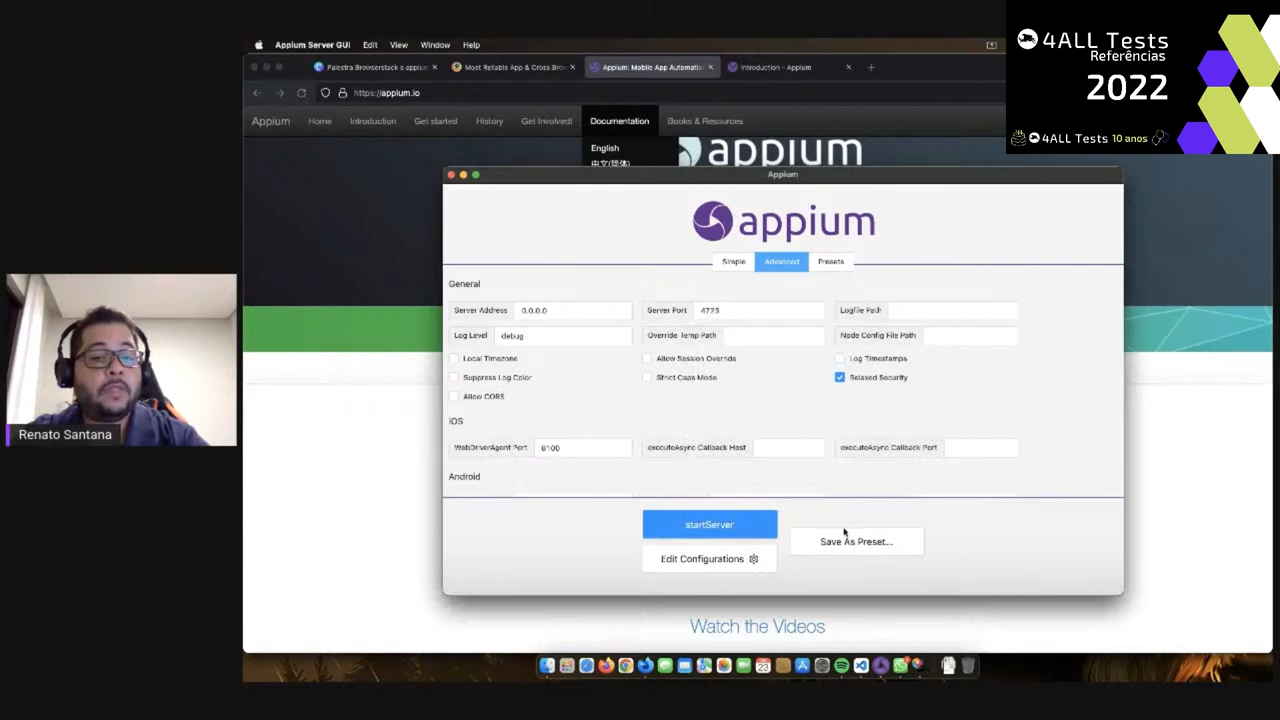 Appium Server GUI Edit View Window Help
4ALL Tests
Referências
2022
4ALL Tests 10 anos
Palestra Browserstack e appium
Most Reliable App & Cross Brow
Appium: Mobile App Automation
Introduction - Appium
https://appium.io
Appium Home Introduction Get started History Get Involved! Documentation Books & Resources
English
appium
Appium
appium
Simple Advanced Presets
General
Server Address 0.0.0.0 Server Port 4723 Logfile Path
Log Level debug Override Temp Path Node Config File Path
Local Timezone Allow Session Override Log Timestamps
Suppress Log Color Strict Caps Mode Relaxed Security
Allow CORS
iOS
WebDriverAgent Port 8100 executeAsync Callback Host executeAsync Callback Port
Android
startServer
Save As Preset...
Edit Configurations
Renato Santana
Watch the Videos
23